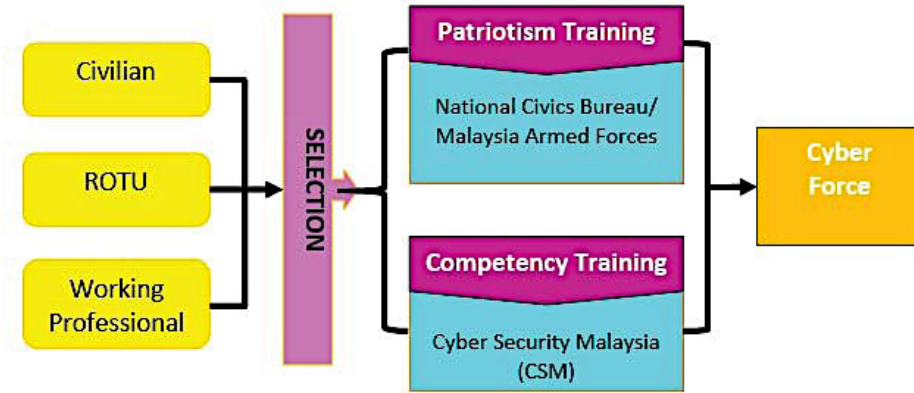 Civilian
ROTU
Working
Professional
SELECTION
Patriotism Training
National Civics Bureau/
Malaysia Armed Forces
Competency Training
Cyber Security Malaysia
(CSM)
Cyber
Force